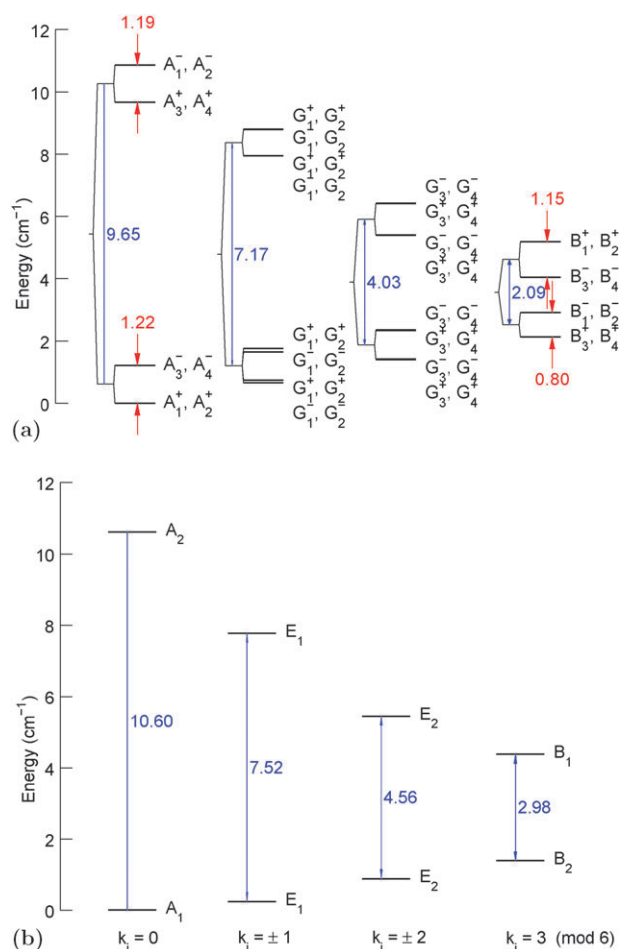 12
10
8
6
4
2
0
Energy (cm⁻¹)
(a)
1.19
A₁⁻, A₂⁻
A₃⁺, A₄⁺
9.65
1.22
A₃⁻, A₄⁻
A₁⁺, A₂⁺
G₁⁺, G₂⁺
G₁⁻, G₂⁻
G₁⁺, G₂⁺
G₁⁻, G₂⁻
7.17
G₁⁺, G₂⁺
G₁⁻, G₂⁻
G₁⁺, G₂⁺
G₁⁻, G₂⁻
G₃⁻, G₄⁻
G₃⁺, G₄⁺
G₃⁻, G₄⁻
G₃⁺, G₄⁺
4.03
G₃⁻, G₄⁻
G₃⁺, G₄⁺
G₃⁻, G₄⁻
G₃⁺, G₄⁺
1.15
B₁⁺, B₂⁺
B₃⁻, B₄⁻
2.09
B₁⁻, B₂⁻
B₃⁺, B₄⁺
0.80
12
10
8
6
4
2
0
Energy (cm⁻¹)
(b)
A₂
10.60
A₁
E₁
7.52
E₁
E₂
4.56
E₂
B₁
2.98
B₂
kᵢ = 0
kᵢ = ± 1
kᵢ = ± 2
kᵢ = 3 (mod 6)